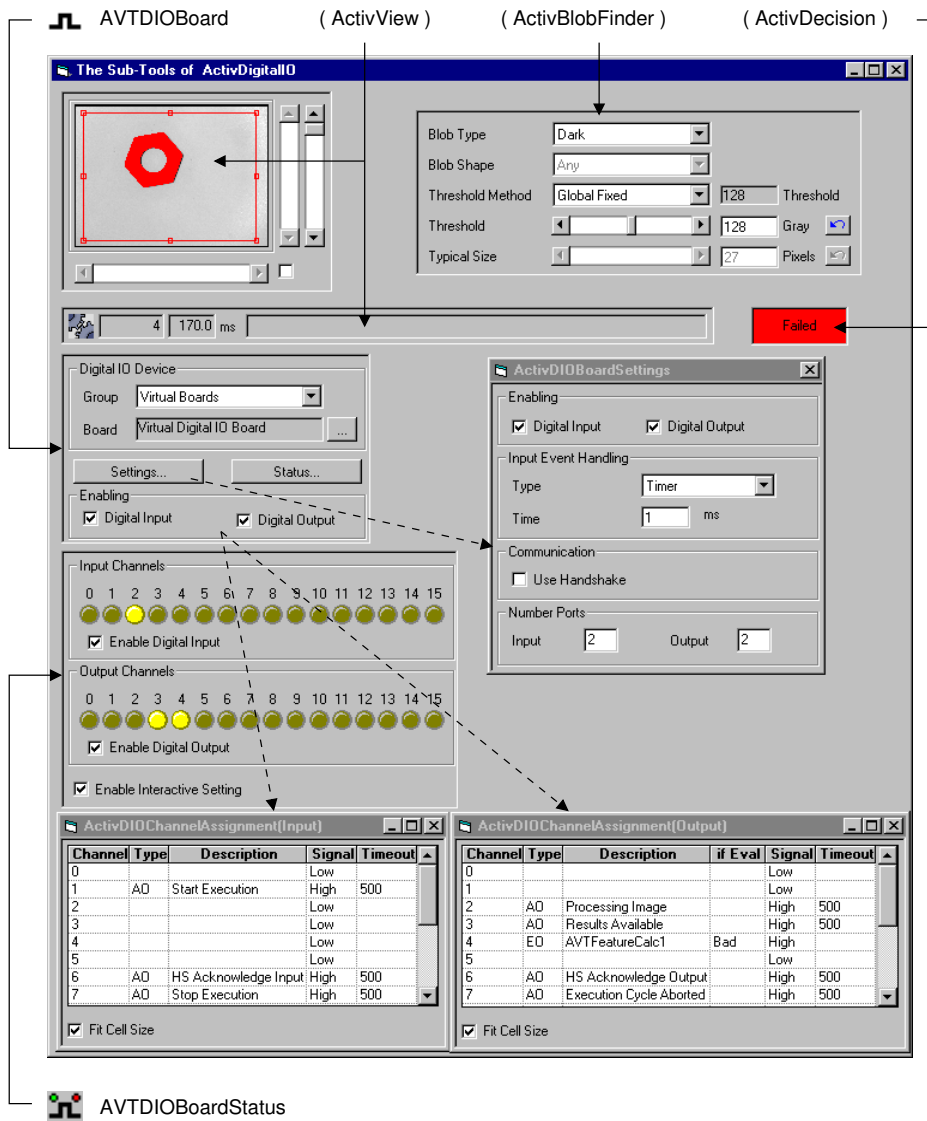 AVTDIOBoard ( ActivView ) ( ActivBlobFinder ) ( ActivDecision )
The Sub-Tools of ActivDigitalIO
Blob Type Dark
Blob Shape Any
Threshold Method Global Fixed 128 Threshold
Threshold 128 Gray
Typical Size 27 Pixels
4 170.0 ms Failed
Digital IO Device
Group Virtual Boards
Board Virtual Digital IO Board ...
Settings... Status...
Enabling
Digital Input Digital Output
ActivDIOBoardSettings
Enabling
Digital Input Digital Output
Input Event Handling
Type Timer
Time 1 ms
Communication
Use Handshake
Number Ports
Input 2 Output 2
Input Channels
0 1 2 3 4 5 6 7 8 9 10 11 12 13 14 15
Enable Digital Input
Output Channels
0 1 2 3 4 5 6 7 8 9 10 11 12 13 14 15
Enable Digital Output
Enable Interactive Setting
ActivDIOChannelAssignment(Input)
Channel Type Description Signal Timeout
0 Low
1 AO Start Execution High 500
2 Low
3 Low
4 Low
5 Low
6 AO HS Acknowledge Input High 500
7 AO Stop Execution High 500
Fit Cell Size
ActivDIOChannelAssignment(Output)
Channel Type Description if Eval Signal Timeout
0 Low
1 Low
2 AO Processing Image High 500
3 AO Results Available High 500
4 EO AVTFeatureCalc1 Bad High
5 Low
6 AO HS Acknowledge Output High 500
7 AO Execution Cycle Aborted High 500
Fit Cell Size
AVTDIOBoardStatus